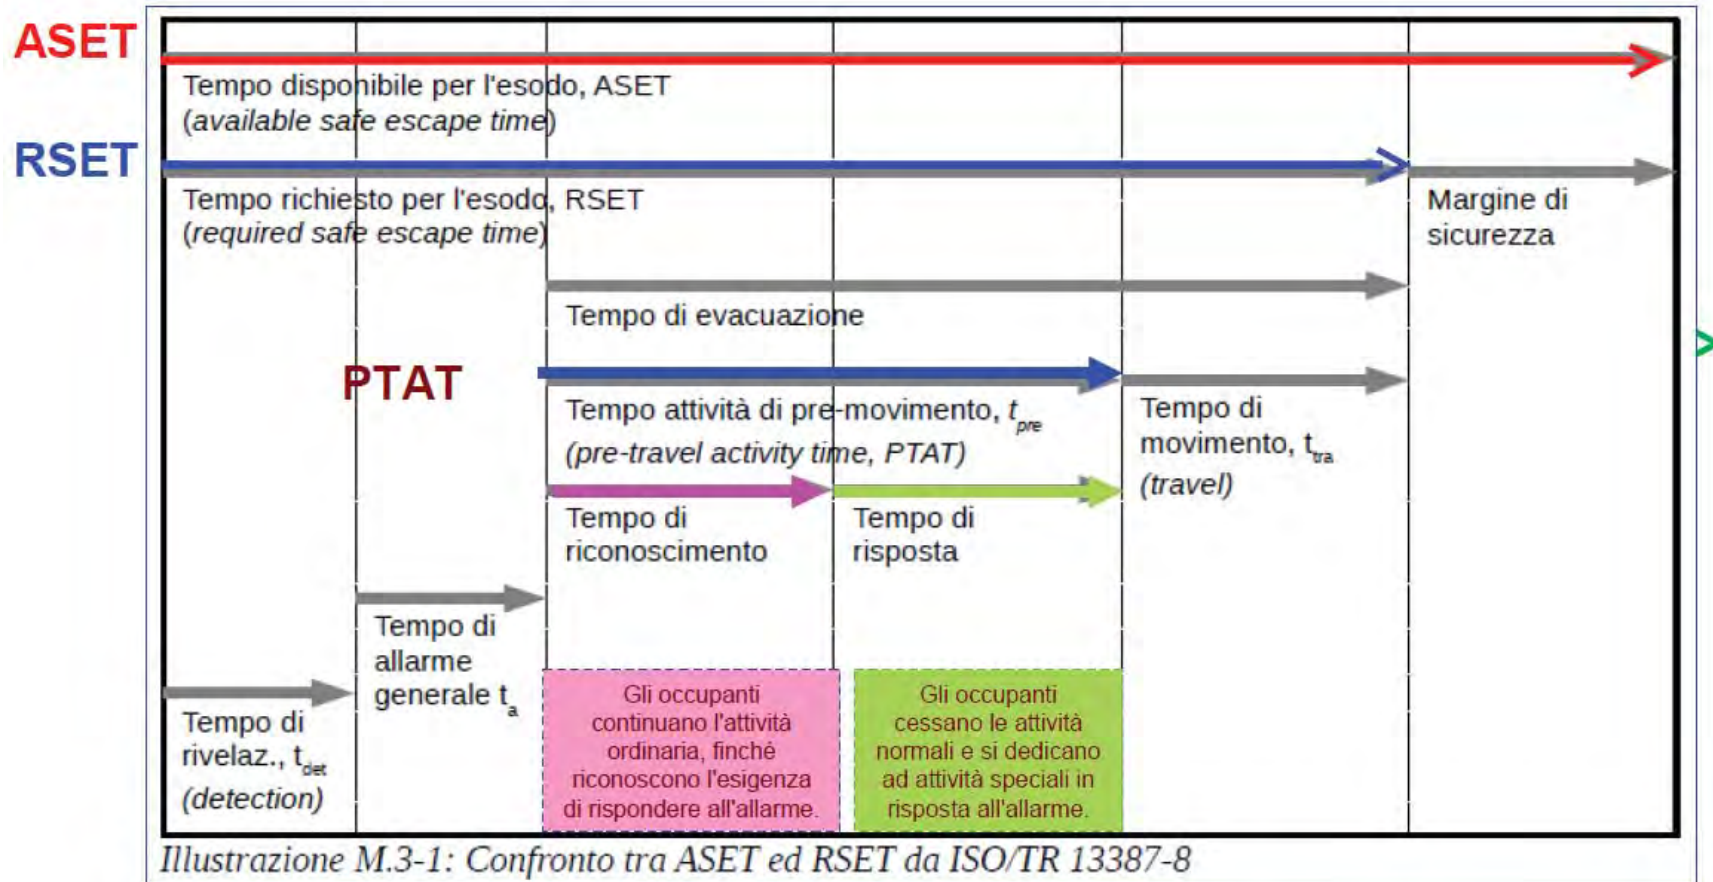 ASET
Tempo disponibile per l'esodo, ASET
(available safe escape time)
RSET
Tempo richiesto per l'esodo, RSET
(required safe escape time)
Margine di
sicurezza
Tempo di evacuazione
PTAT
Tempo attività di pre-movimento, tpre
(pre-travel activity time, PTAT)
Tempo di
movimento, ttra
(travel)
Tempo di
riconoscimento
Tempo di
risposta
Tempo di
allarme
generale ta
Tempo di
rivelaz., tdet
(detection)
Gli occupanti
continuano l'attività
ordinaria, finché
riconoscono l'esigenza
di rispondere all'allarme.
Gli occupanti
cessano le attività
normali e si dedicano
ad attività speciali in
risposta all'allarme.
Illustrazione M.3-1: Confronto tra ASET ed RSET da ISO/TR 13387-8